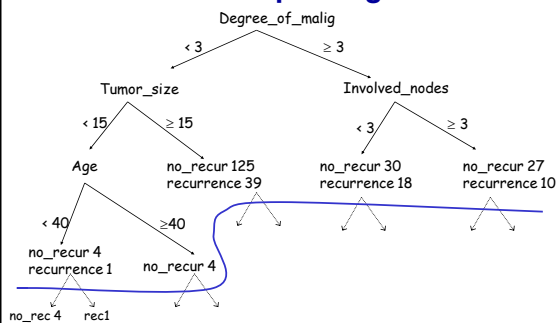 Degree_of_malig
< 3 ≥ 3
Tumor_size Involved_nodes
< 15 ≥ 15 < 3 ≥ 3
Age no_recur 125 no_recur 30 no_recur 27
recurrence 39 recurrence 18 recurrence 10
< 40 ≥40
no_recur 4 no_recur 4
recurrence 1
no_rec 4 rec1